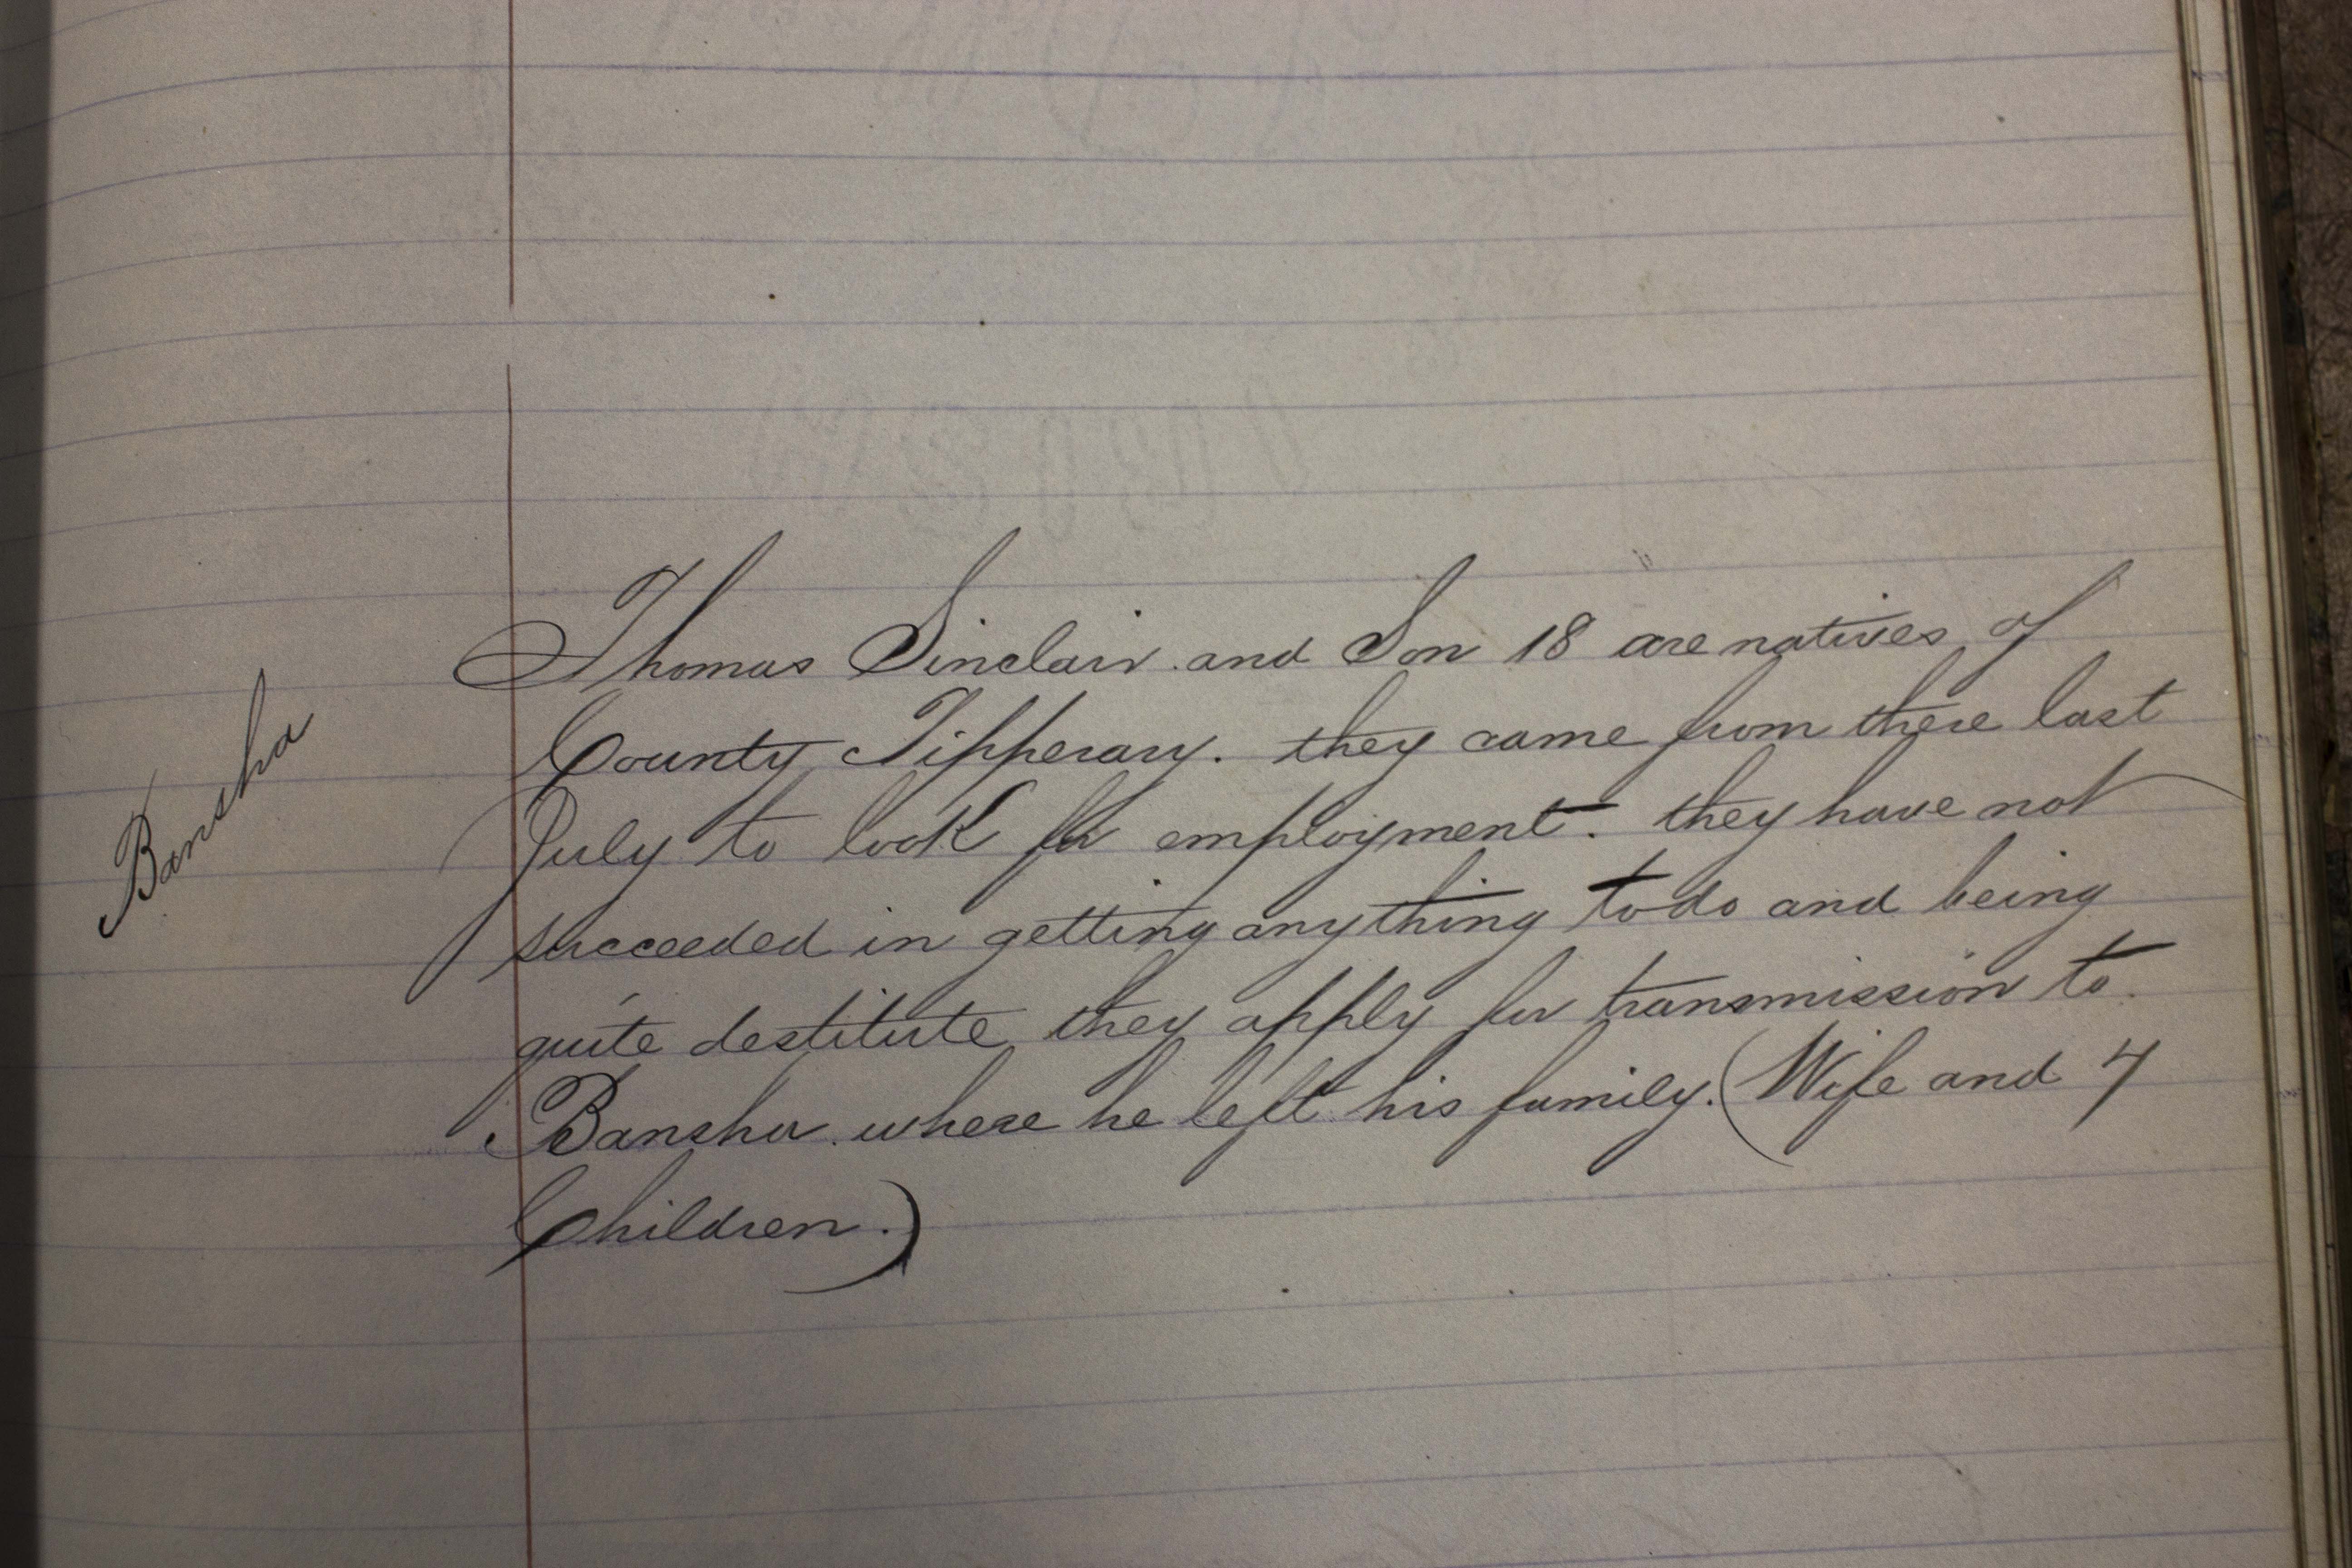 Bansha
Thomas Sinclair and Son 18 are natives of
County Tipperary. they came from there last
July to look for employment. they have not
succeeded in getting anything to do and being
quite destitute they apply for transmission to
Bansha where he left his family. (Wife and 4
Children.)